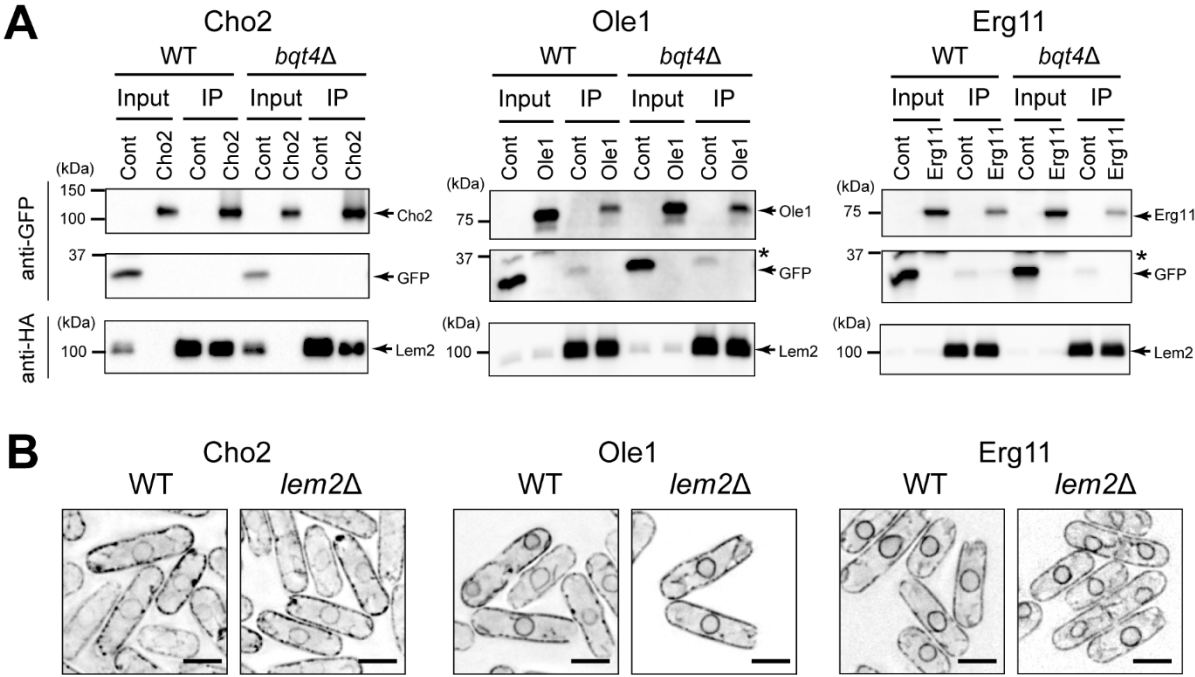 A
Cho2
WT bqt4Δ
Input IP Input IP
Cont Cho2 Cont Cho2 Cont Cho2 Cont Cho2
(kDa)
150
100
Cho2
37
GFP
anti-GFP
(kDa)
100
Lem2
anti-HA
Ole1
WT bqt4Δ
Input IP Input IP
Cont Ole1 Cont Ole1 Cont Ole1 Cont Ole1
(kDa)
75
Ole1
37
*
GFP
(kDa)
100
Lem2
Erg11
WT bqt4Δ
Input IP Input IP
Cont Erg11 Cont Erg11 Cont Erg11 Cont Erg11
(kDa)
75
Erg11
37
*
GFP
(kDa)
100
Lem2
B
Cho2
WT lem2Δ
Ole1
WT lem2Δ
Erg11
WT lem2Δ